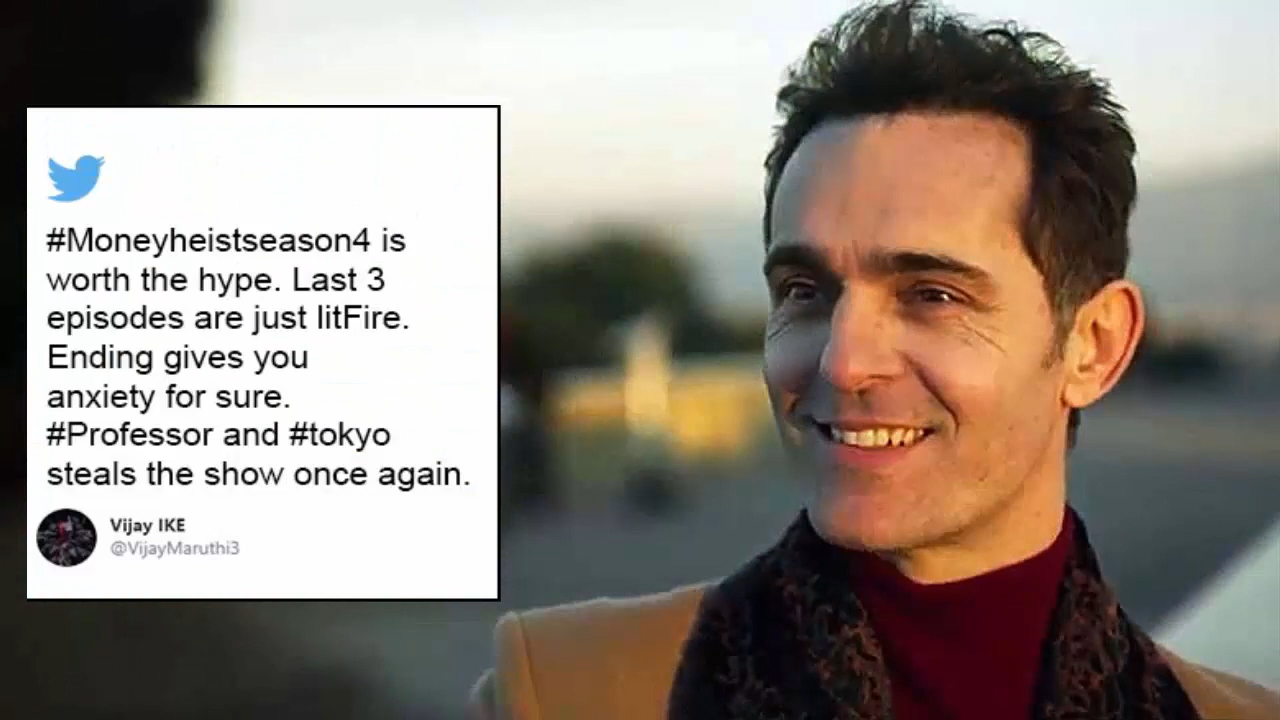 #Moneyheistseason4 is
worth the hype. Last 3
episodes are just litFire.
Ending gives you
anxiety for sure.
#Professor and #tokyo
steals the show once again.
Vijay IKE
@VijayMaruthi3